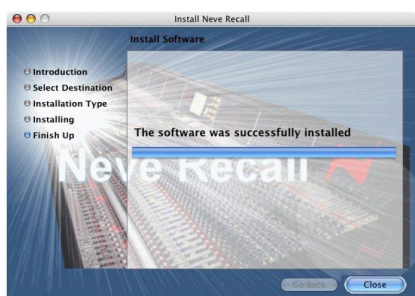 Install Neve Recall
Install Software
Introduction
Select Destination
Installation Type
Installing
Finish Up
The software was successfully installed
Neve Recall
Go Back
Close